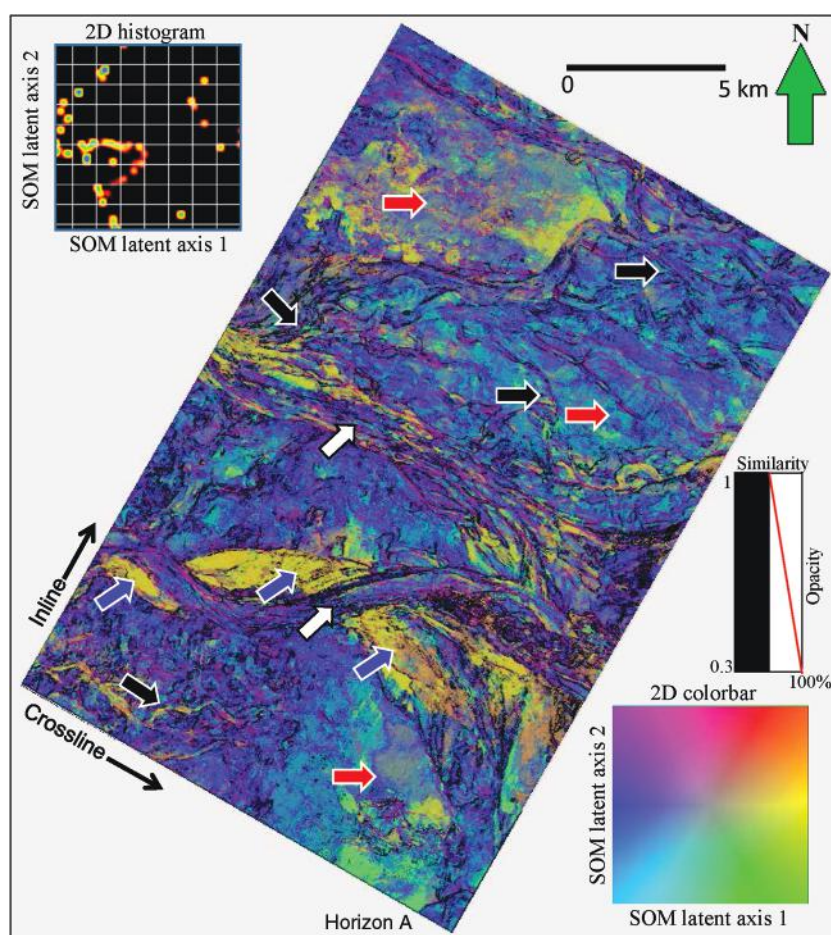 2D histogram
SOM latent axis 2
SOM latent axis 1
N
0
5 km
Similarity
1
Opacity
0.3
100%
Inline
Crossline
2D colorbar
SOM latent axis 2
SOM latent axis 1
Horizon A